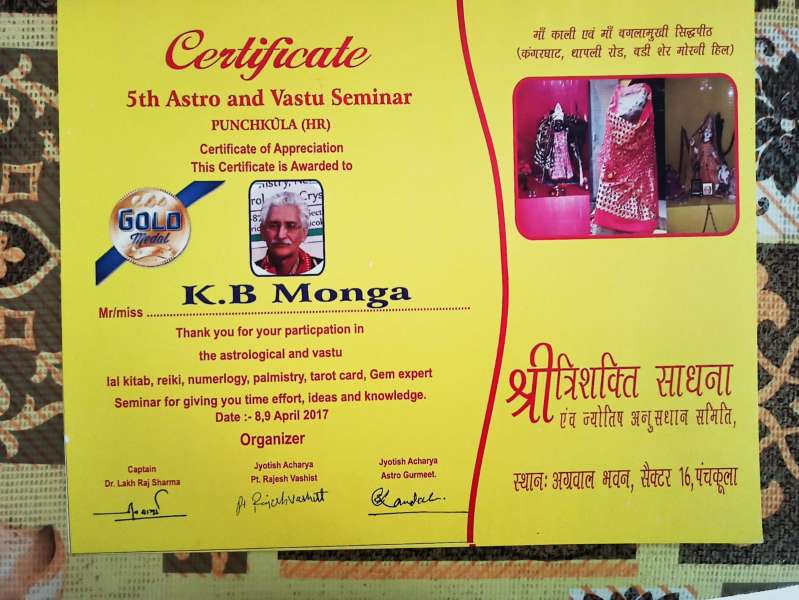 Certificate
5th Astro and Vastu Seminar
PUNCHKULA (HR)
Certificate of Appreciation
This Certificate is Awarded to
GOLD
Medal
K.B Monga
Mr/miss
Thank you for your particpation in
the astrological and vastu
lal kitab, reiki, numerlogy, palmistry, tarot card, Gem expert
Seminar for giving you time effort, ideas and knowledge.
Date :- 8,9 April 2017
Organizer
Captain
Dr. Lakh Raj Sharma
Jyotish Acharya
Pt. Rajesh Vashist
Pt Rajesh Vashist
Jyotish Acharya
Astro Gurmeet.
माँ काली एवं माँ बगलामुखी सिद्धपीठ
(कंगरघाट, थापली रोड, बडी शेर मोरनी हिल)
श्री त्रिशक्ति साधना
एंव ज्योतिष अनुसधान समिति,
स्थानः अग्रवाल भवन, सैक्टर 16, पंचकूला